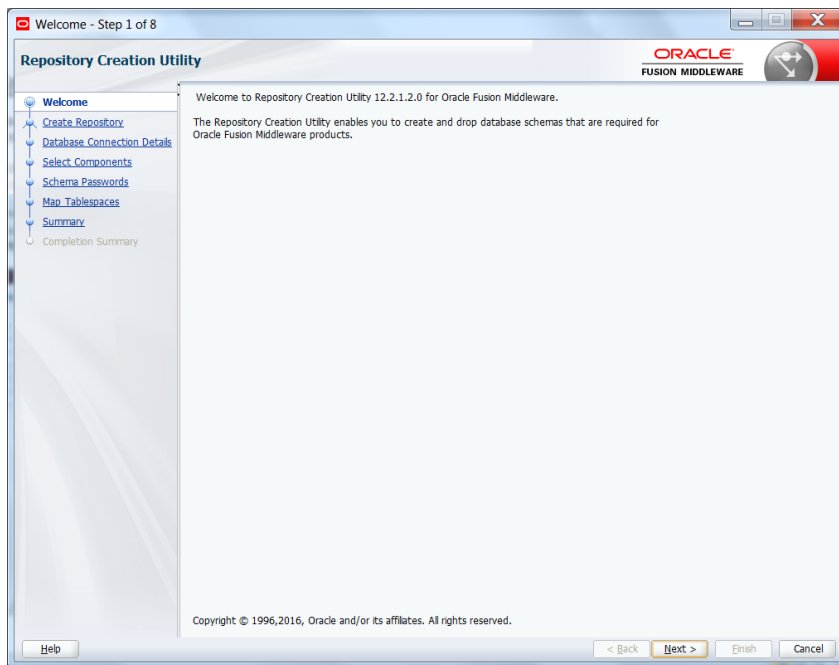 Welcome - Step 1 of 8
Repository Creation Utility
ORACLE
FUSION MIDDLEWARE
Welcome
Create Repository
Database Connection Details
Select Components
Schema Passwords
Map Tablespaces
Summary
Completion Summary
Welcome to Repository Creation Utility 12.2.1.2.0 for Oracle Fusion Middleware.
The Repository Creation Utility enables you to create and drop database schemas that are required for
Oracle Fusion Middleware products.
Copyright © 1996,2016, Oracle and/or its affiliates. All rights reserved.
Help
< Back
Next >
Finish
Cancel